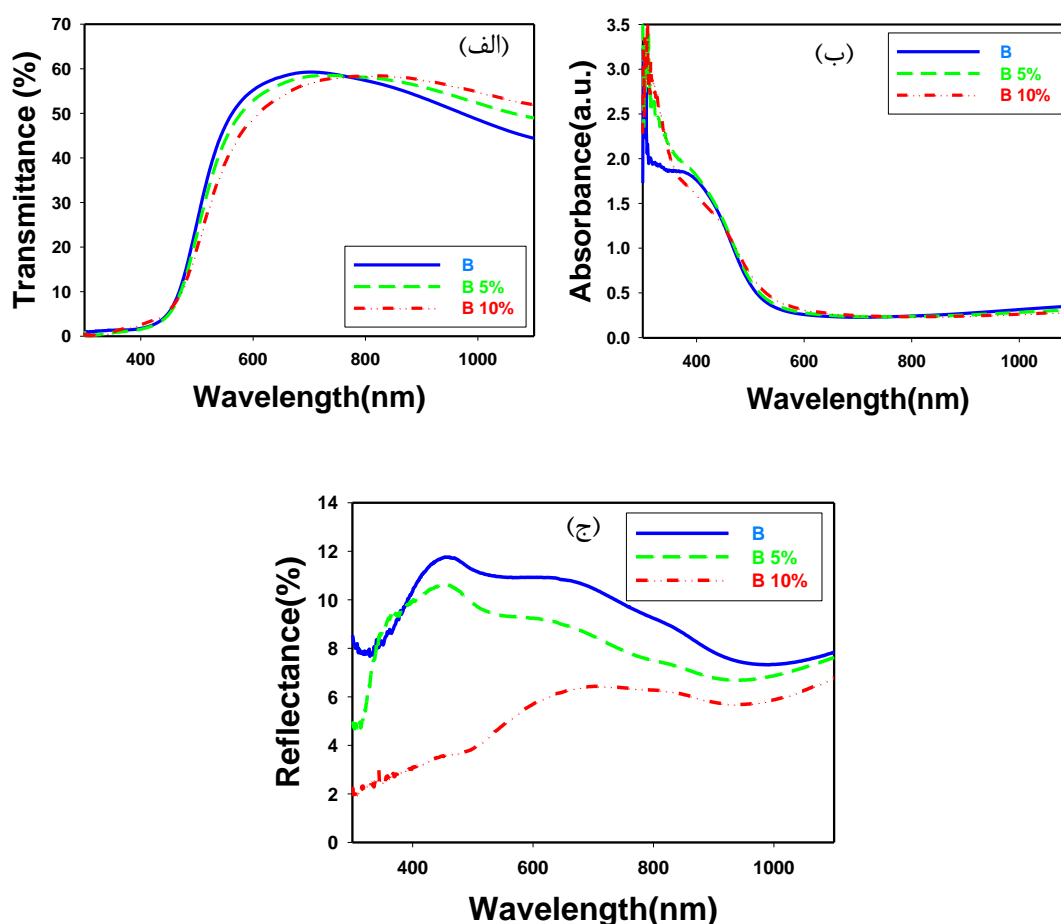 (الف)
Transmittance (%)
70
60
50
40
30
20
10
0
B
B 5%
B 10%
400 600 800 1000
Wavelength(nm)
(ب)
Absorbance(a.u.)
3.5
3.0
2.5
2.0
1.5
1.0
0.5
0.0
B
B 5%
B 10%
400 600 800 1000
Wavelength(nm)
(ج)
Reflectance(%)
14
12
10
8
6
4
2
0
B
B 5%
B 10%
400 600 800 1000
Wavelength(nm)